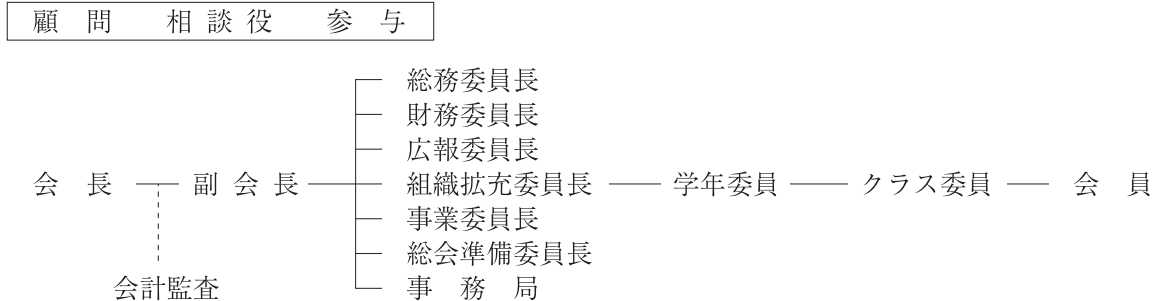 顧問 相談役 参与
総務委員長
財務委員長
広報委員長
会長 副会長 組織拡充委員長 学年委員 クラス委員 会員
事業委員長
総会準備委員長
会計監査 事務局